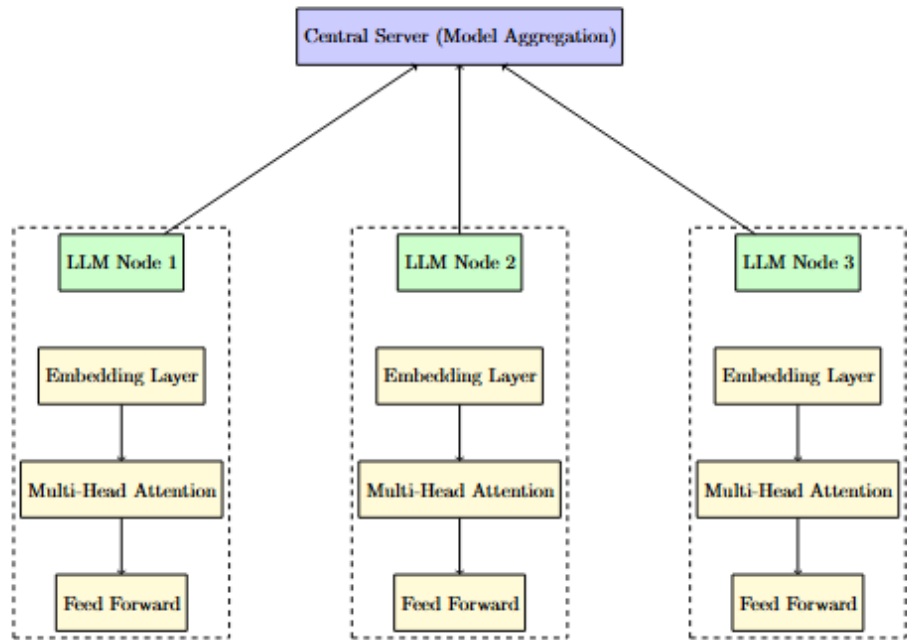 Central Server (Model Aggregation)
LLM Node 1
LLM Node 2
LLM Node 3
Embedding Layer
Embedding Layer
Embedding Layer
Multi-Head Attention
Multi-Head Attention
Multi-Head Attention
Feed Forward
Feed Forward
Feed Forward